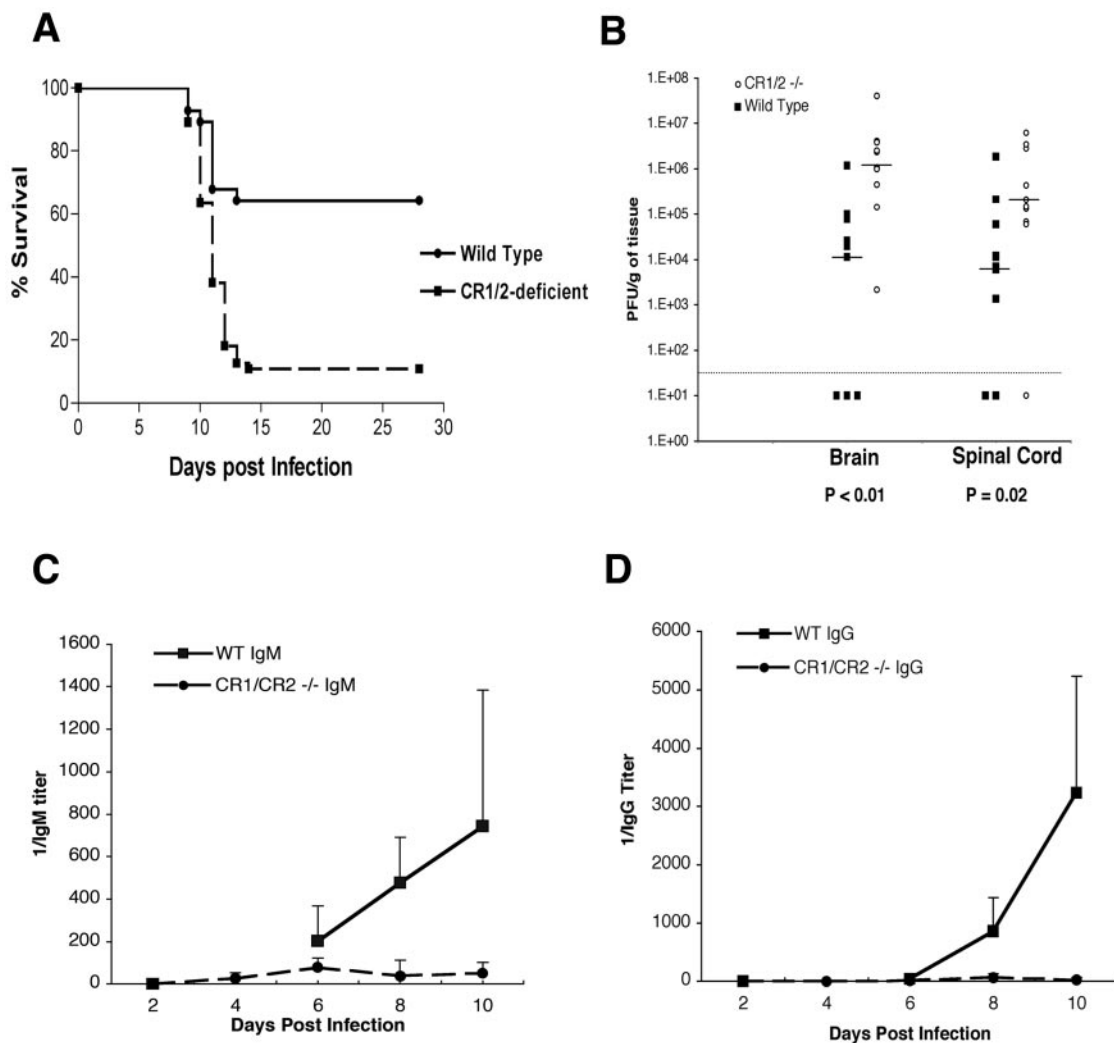 A
100
80
60
40
20
0
% Survival
0 5 10 15 20 25 30
Days post Infection
Wild Type
CR1/2-deficient
B
CR1/2 -/-
Wild Type
1.E+08
1.E+07
1.E+06
1.E+05
1.E+04
1.E+03
1.E+02
1.E+01
1.E+00
PFU/g of tissue
Brain Spinal Cord
P < 0.01 P = 0.02
C
1600
1400
1200
1000
800
600
400
200
0
1/IgM titer
WT IgM
CR1/CR2 -/- IgM
2 4 6 8 10
Days Post Infection
D
6000
5000
4000
3000
2000
1000
0
1/IgG Titer
WT IgG
CR1/CR2 -/- IgG
2 4 6 8 10
Days Post Infection